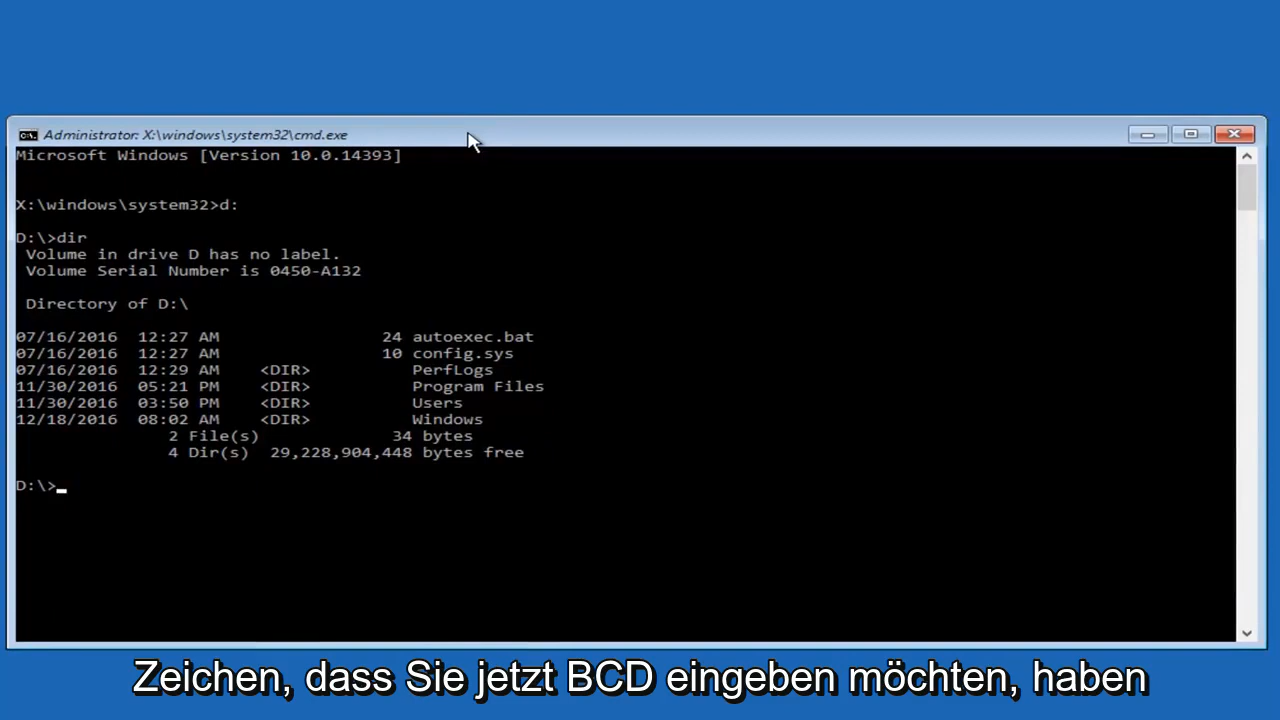 Administrator: X:\windows\system32\cmd.exe
Microsoft Windows [Version 10.0.14393]
X:\windows\system32>d:
D:\>dir
Volume in drive D has no label.
Volume Serial Number is 0450-A132
Directory of D:\
07/16/2016 12:27 AM 24 autoexec.bat
07/16/2016 12:27 AM 10 config.sys
07/16/2016 12:29 AM <DIR> PerfLogs
11/30/2016 05:21 PM <DIR> Program Files
11/30/2016 03:50 PM <DIR> Users
12/18/2016 08:02 AM <DIR> Windows
2 File(s) 34 bytes
4 Dir(s) 29,228,904,448 bytes free
D:\>_
Zeichen, dass Sie jetzt BCD eingeben möchten, haben